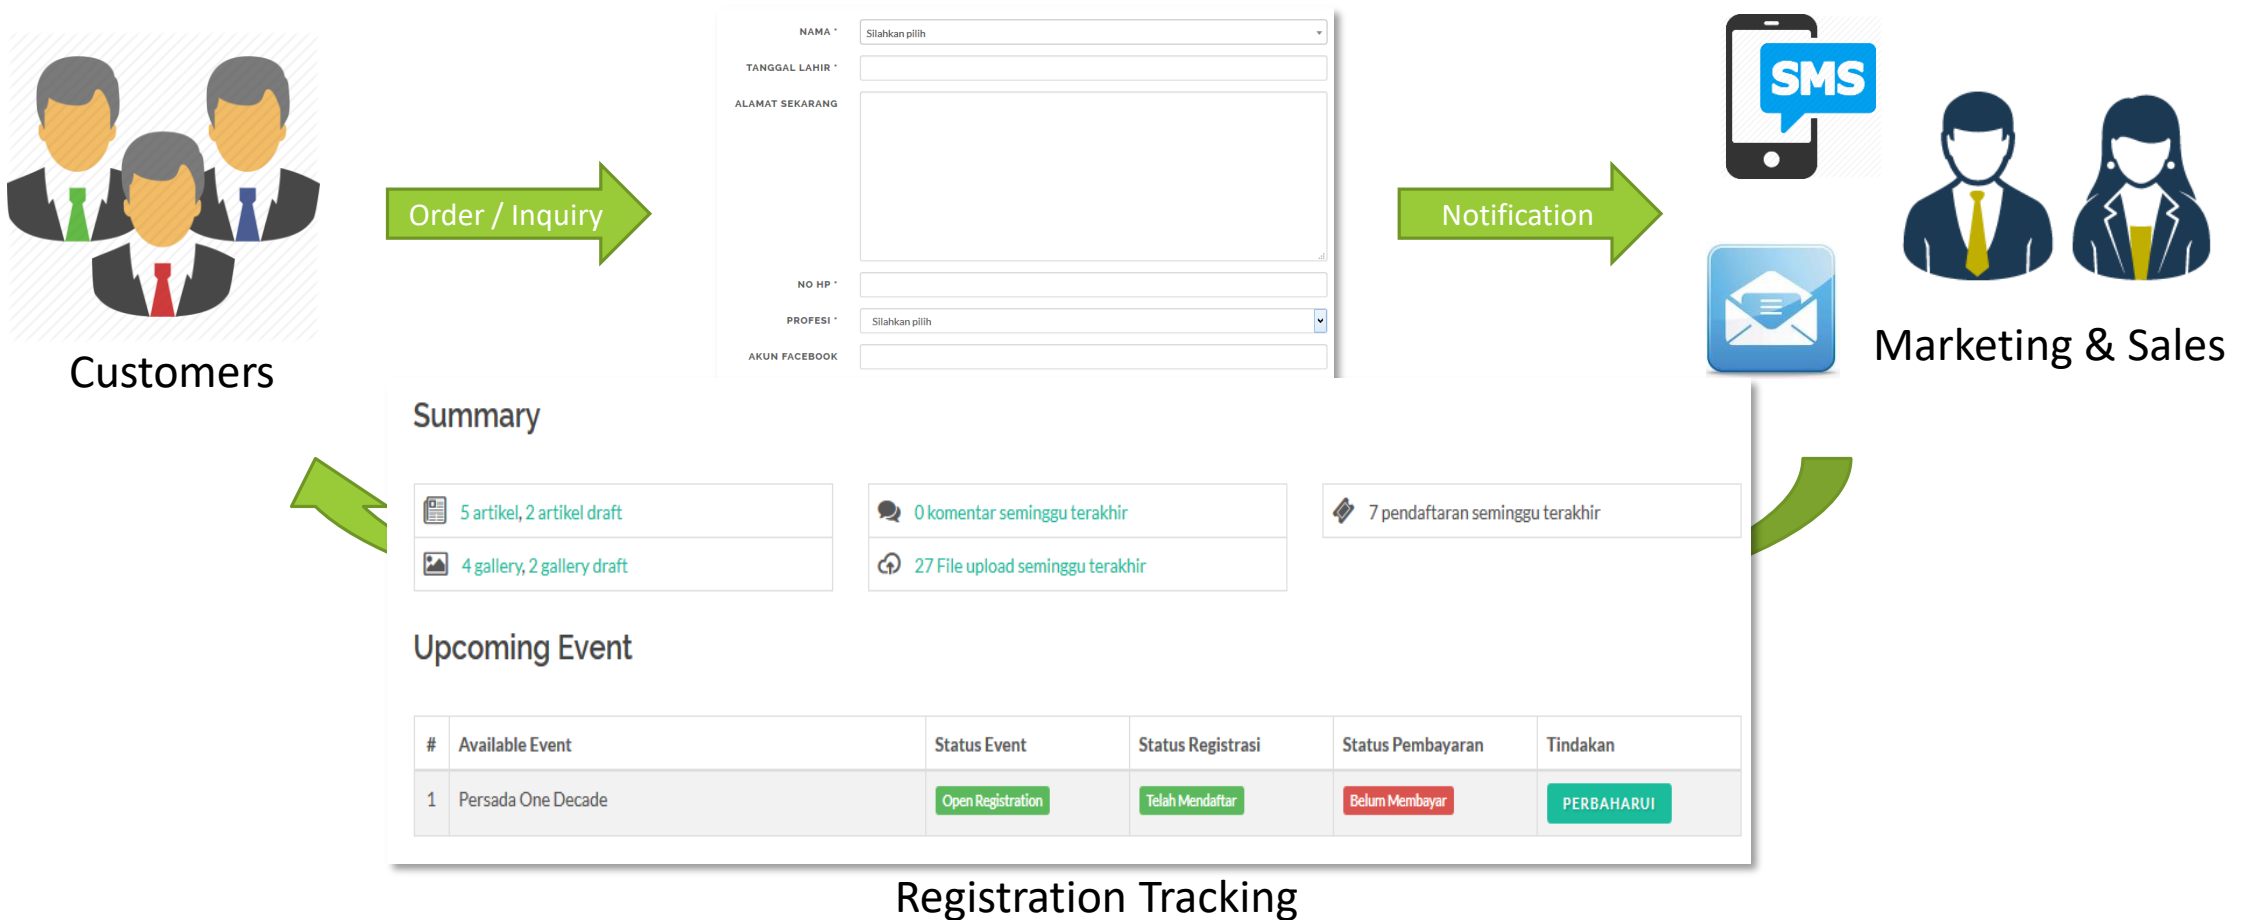 NAMA *
Silahkan pilih
TANGGAL LAHIR *
ALAMAT SEKARANG
NO HP *
PROFESI *
Silahkan pilih
AKUN FACEBOOK
Order / Inquiry
Notification
SMS
Customers
Marketing & Sales
Summary
5 artikel, 2 artikel draft
0 komentar seminggu terakhir
7 pendaftaran seminggu terakhir
4 gallery, 2 gallery draft
27 File upload seminggu terakhir
Upcoming Event
# Available Event Status Event Status Registrasi Status Pembayaran Tindakan
1 Persada One Decade Open Registration Telah Mendaftar Belum Membayar PERBAHARUI
Registration Tracking